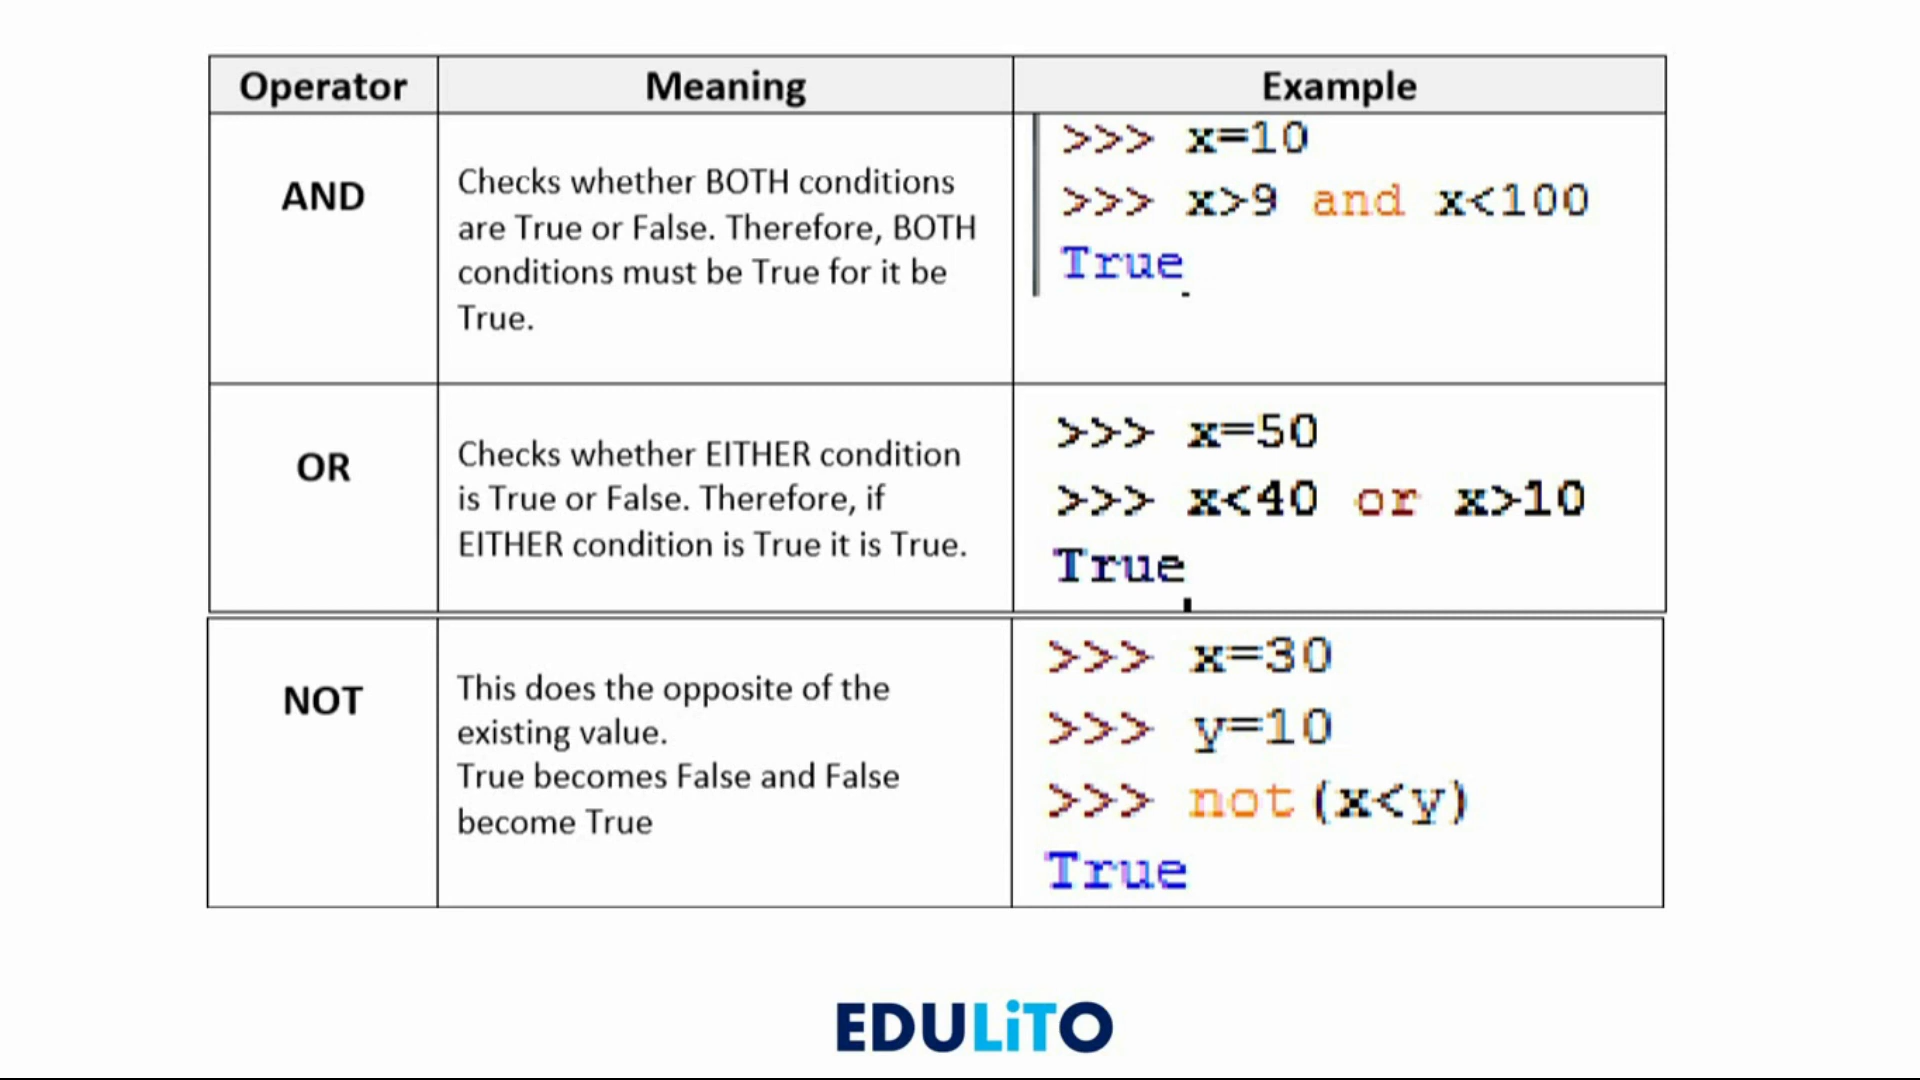 Operator Meaning Example
AND
Checks whether BOTH conditions
are True or False. Therefore, BOTH
conditions must be True for it be
True.
>>> x=10
>>> x>9 and x<100
True
OR
Checks whether EITHER condition
is True or False. Therefore, if
EITHER condition is True it is True.
>>> x=50
>>> x<40 or x>10
True
NOT
This does the opposite of the
existing value.
True becomes False and False
become True
>>> x=30
>>> y=10
>>> not(x<y)
True
EDULiTO